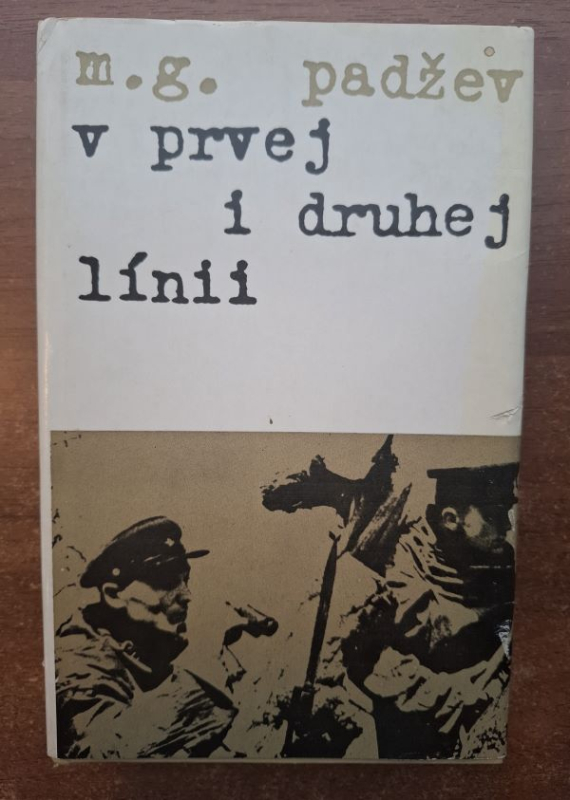 m.g. padžev
v prvej
i druhej
línii